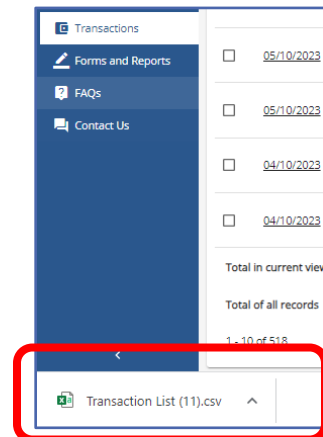 Transactions
Forms and Reports
FAQs
Contact Us
05/10/2023
05/10/2023
04/10/2023
04/10/2023
Total in current view
Total of all records
1 - 10 of 518
Transaction List (11).csv